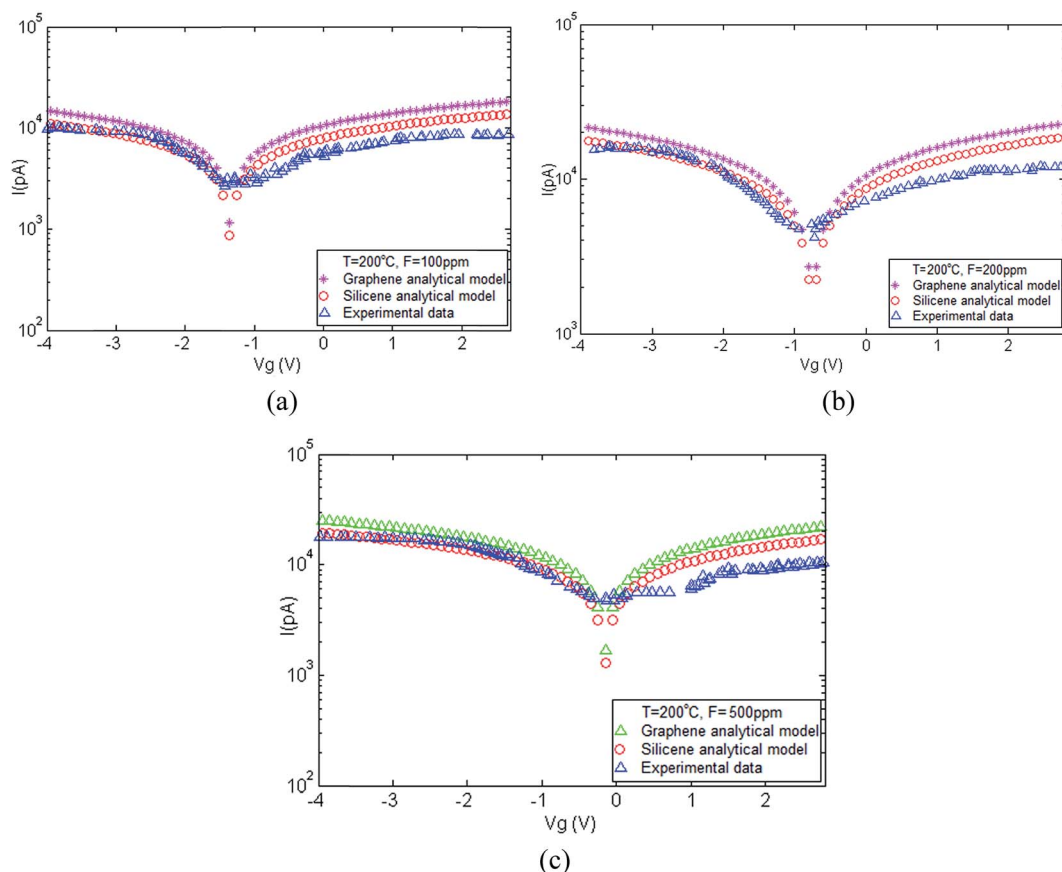 10^5
10^4
10^3
10^2
I(pA)
-4 -3 -2 -1 0 1 2
Vg (V)
T=200°C, F=100ppm
Graphene analytical model
Silicene analytical model
Experimental data
(a)
10^5
10^4
10^3
I(pA)
-4 -3 -2 -1 0 1 2
Vg (V)
T=200°C, F=200ppm
Graphene analytical model
Silicene analytical model
Experimental data
(b)
10^5
10^4
10^3
10^2
I(pA)
-4 -3 -2 -1 0 1 2
Vg (V)
T=200°C, F=500ppm
Graphene analytical model
Silicene analytical model
Experimental data
(c)